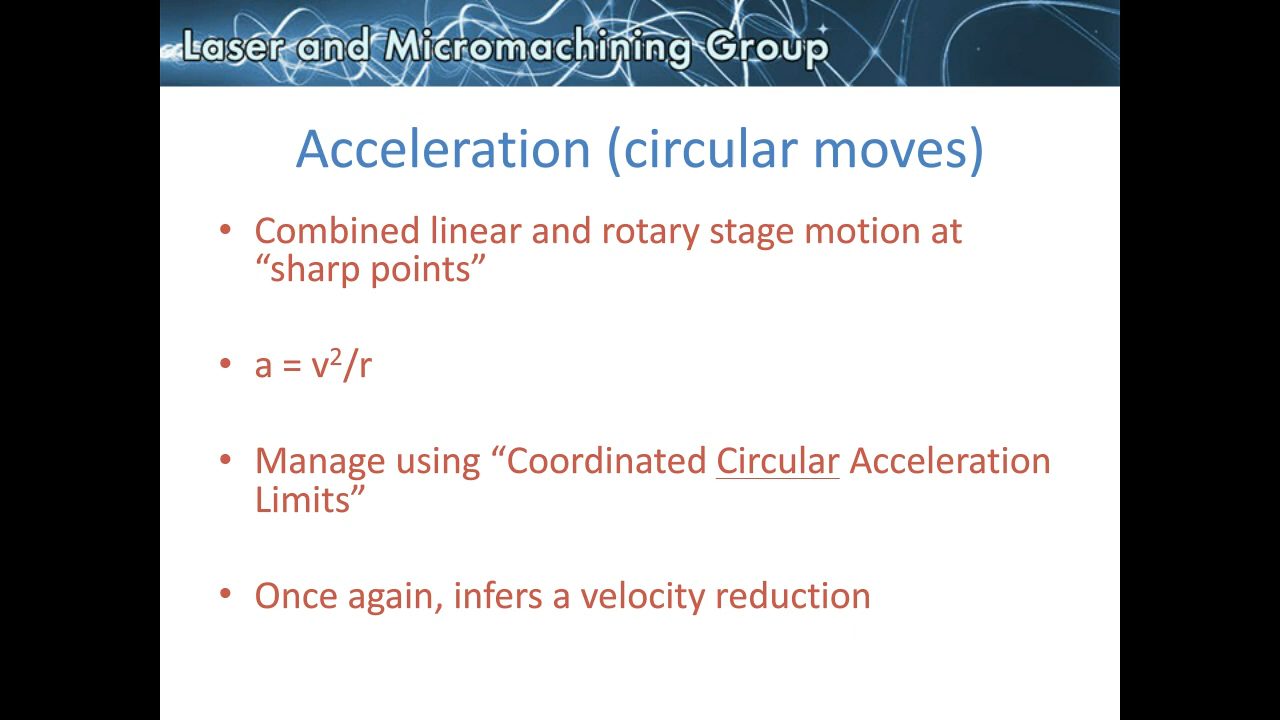 Laser and Micromachining Group
Acceleration (circular moves)
• Combined linear and rotary stage motion at
“sharp points”
• a = v²/r
• Manage using “Coordinated Circular Acceleration
Limits”
• Once again, infers a velocity reduction